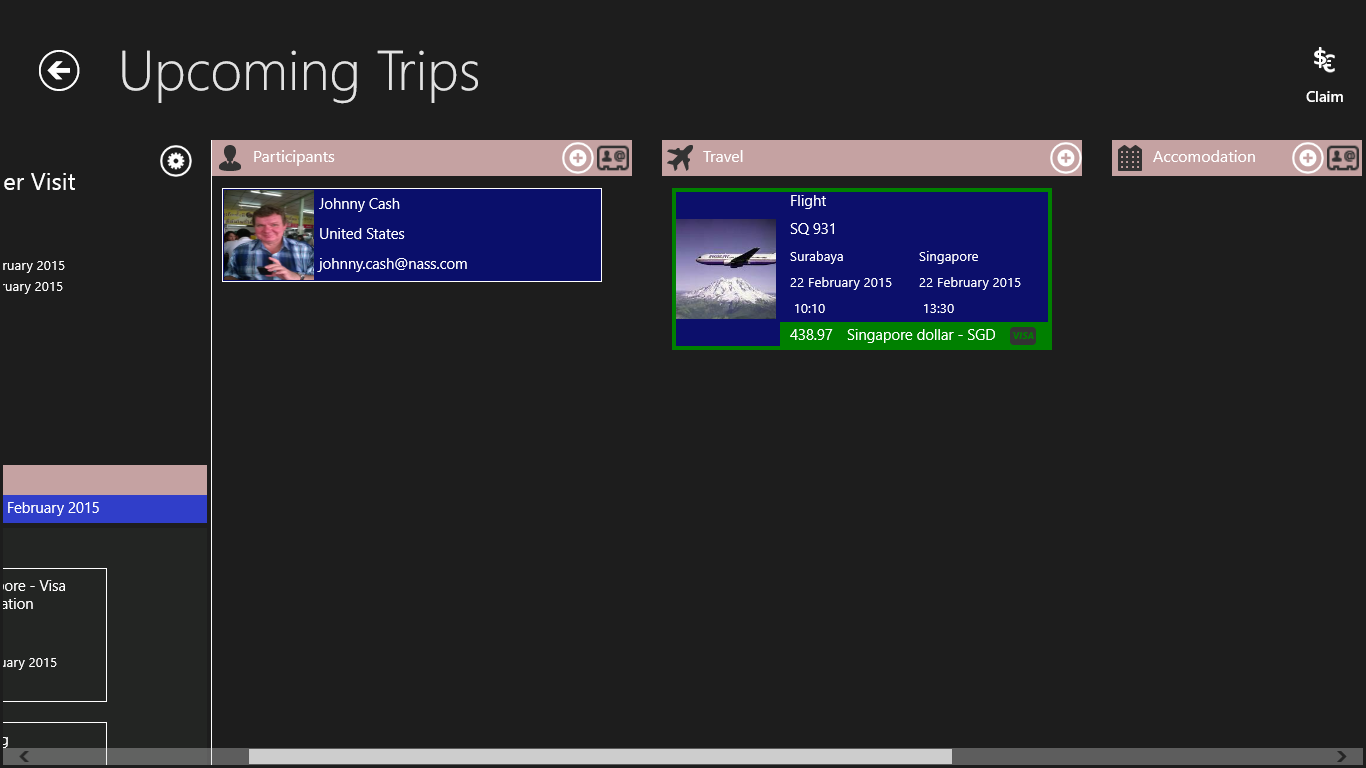 Upcoming Trips
Claim
er Visit
ruary 2015
ruary 2015
February 2015
ore - Visa
ation
uary 2015
g
Participants
Johnny Cash
United States
johnny.cash@nass.com
Travel
Flight
SQ 931
Surabaya Singapore
22 February 2015 22 February 2015
10:10 13:30
438.97 Singapore dollar - SGD VISA
Accomodation